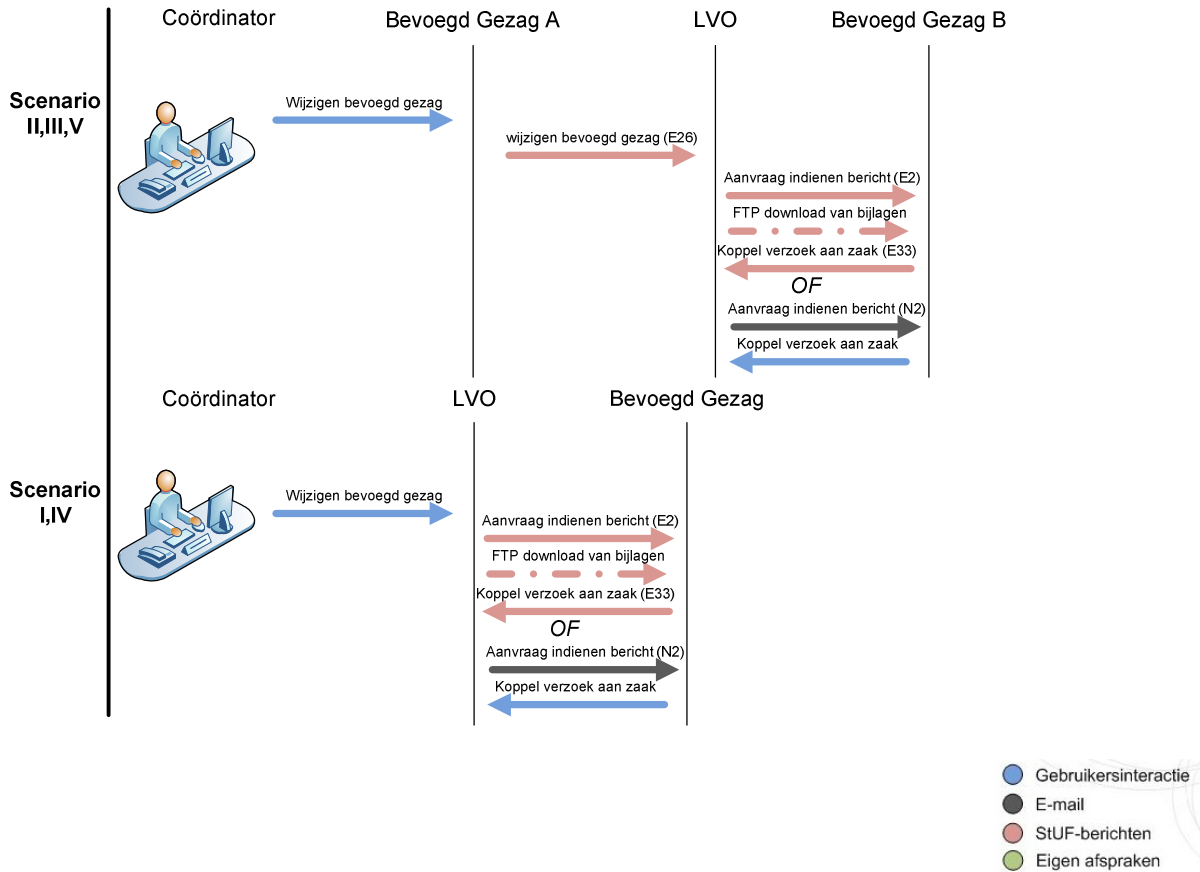 Coördinator
Bevoegd Gezag A
LVO
Bevoegd Gezag B
Scenario
II,III,V
Wijzigen bevoegd gezag
wijzigen bevoegd gezag (E26)
Aanvraag indienen bericht (E2)
FTP download van bijlagen
Koppel verzoek aan zaak (E33)
OF
Aanvraag indienen bericht (N2)
Koppel verzoek aan zaak
Coördinator
LVO
Bevoegd Gezag
Scenario
I,IV
Wijzigen bevoegd gezag
Aanvraag indienen bericht (E2)
FTP download van bijlagen
Koppel verzoek aan zaak (E33)
OF
Aanvraag indienen bericht (N2)
Koppel verzoek aan zaak
Gebruikersinteractie
E-mail
StUF-berichten
Eigen afspraken